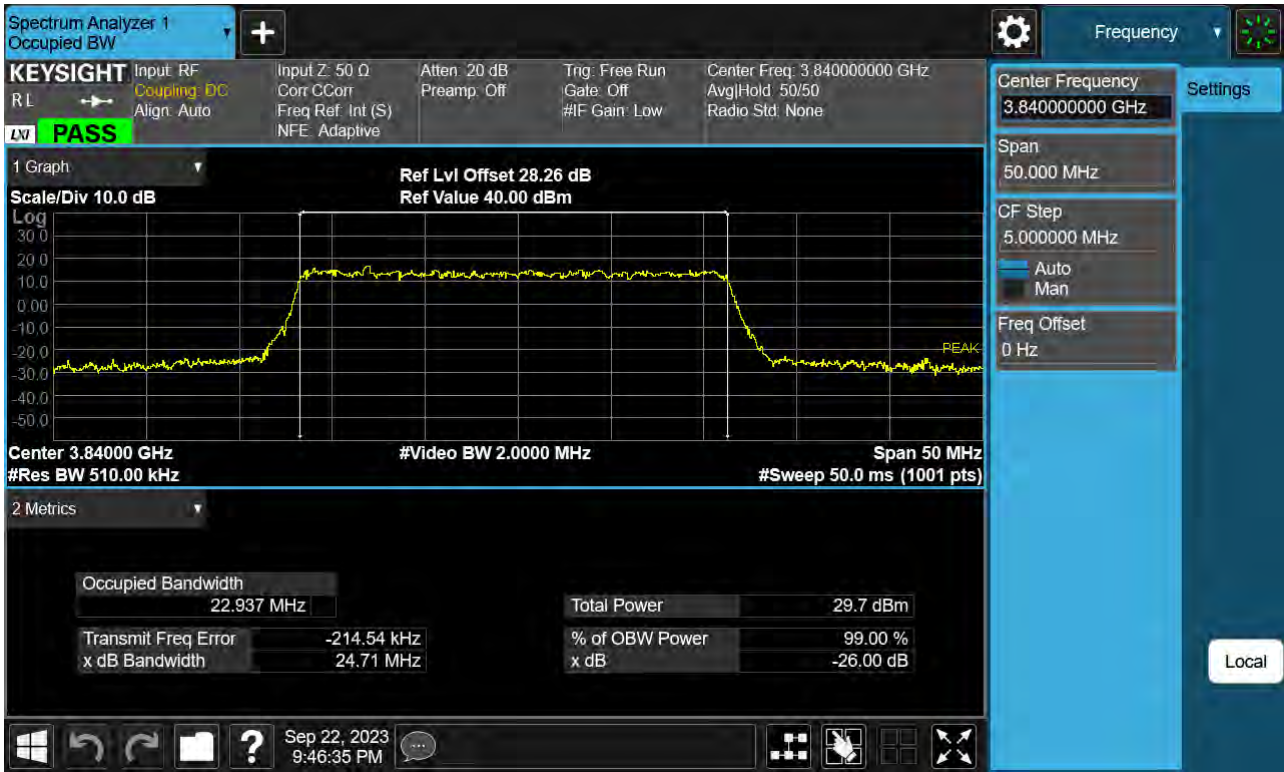 Spectrum Analyzer 1
Occupied BW
+
Frequency
KEYSIGHT
RL
LXI PASS
Input: RF
Coupling: DC
Align: Auto
Input Z: 50 Ω
Corr CCorr
Freq Ref: Int (S)
NFE: Adaptive
Atten: 20 dB
Preamp: Off
Trig: Free Run
Gate: Off
#IF Gain: Low
Center Freq: 3.840000000 GHz
Avg|Hold: 50/50
Radio Std: None
1 Graph
Scale/Div 10.0 dB
Ref Lvl Offset 28.26 dB
Ref Value 40.00 dBm
Log
30.0
20.0
10.0
0.00
-10.0
-20.0
-30.0
-40.0
-50.0
PEAK
Center 3.84000 GHz
#Video BW 2.0000 MHz
Span 50 MHz
#Res BW 510.00 kHz
#Sweep 50.0 ms (1001 pts)
2 Metrics
Occupied Bandwidth
22.937 MHz
Transmit Freq Error -214.54 kHz
x dB Bandwidth 24.71 MHz
Total Power 29.7 dBm
% of OBW Power 99.00 %
x dB -26.00 dB
Center Frequency
3.840000000 GHz
Span
50.000 MHz
CF Step
5.000000 MHz
Auto
Man
Freq Offset
0 Hz
Settings
Local
?
Sep 22, 2023
9:46:35 PM